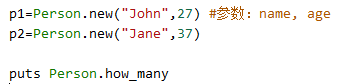 p1=Person.new("John",27) #参数：name, age
p2=Person.new("Jane",37)
puts Person.how_many